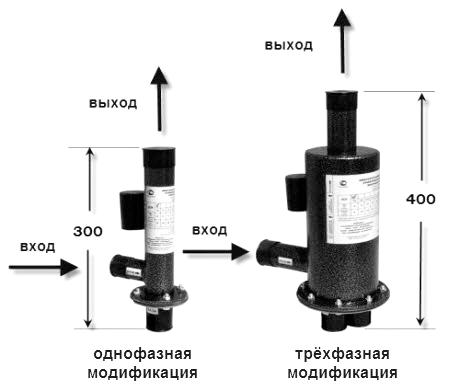 выход
выход
300
400
вход
вход
однофазная
модификация
трёхфазная
модификация